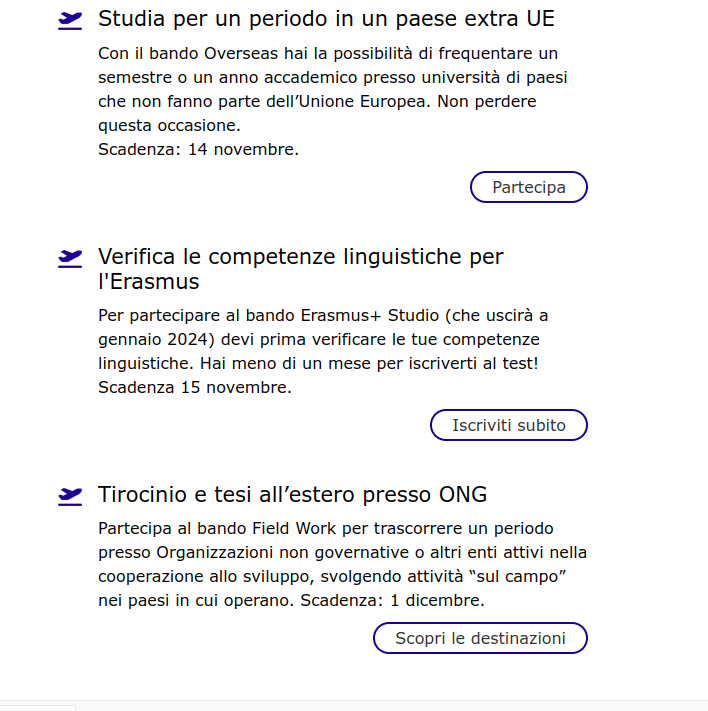 Studia per un periodo in un paese extra UE
Con il bando Overseas hai la possibilità di frequentare un
semestre o un anno accademico presso università di paesi
che non fanno parte dell’Unione Europea. Non perdere
questa occasione.
Scadenza: 14 novembre.
Partecipa
Verifica le competenze linguistiche per
l'Erasmus
Per partecipare al bando Erasmus+ Studio (che uscirà a
gennaio 2024) devi prima verificare le tue competenze
linguistiche. Hai meno di un mese per iscriverti al test!
Scadenza 15 novembre.
Iscriviti subito
Tirocinio e tesi all’estero presso ONG
Partecipa al bando Field Work per trascorrere un periodo
presso Organizzazioni non governative o altri enti attivi nella
cooperazione allo sviluppo, svolgendo attività “sul campo”
nei paesi in cui operano. Scadenza: 1 dicembre.
Scopri le destinazioni